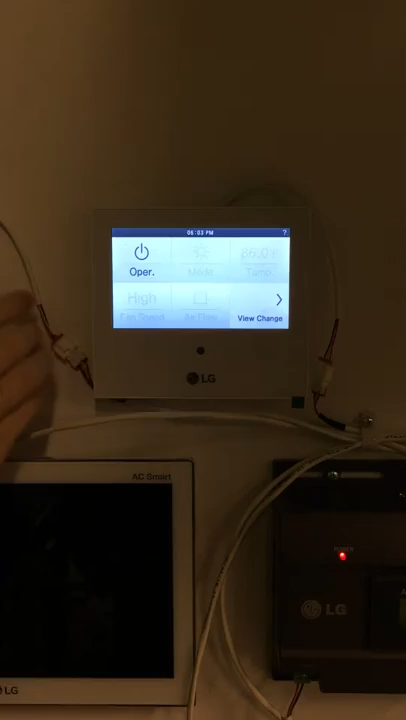 06:03 PM ?
Oper.
Mode
86.0°F
Temp.
High
Fan Speed
Air Flow
View Change
LG
AC Smart
LG
LG